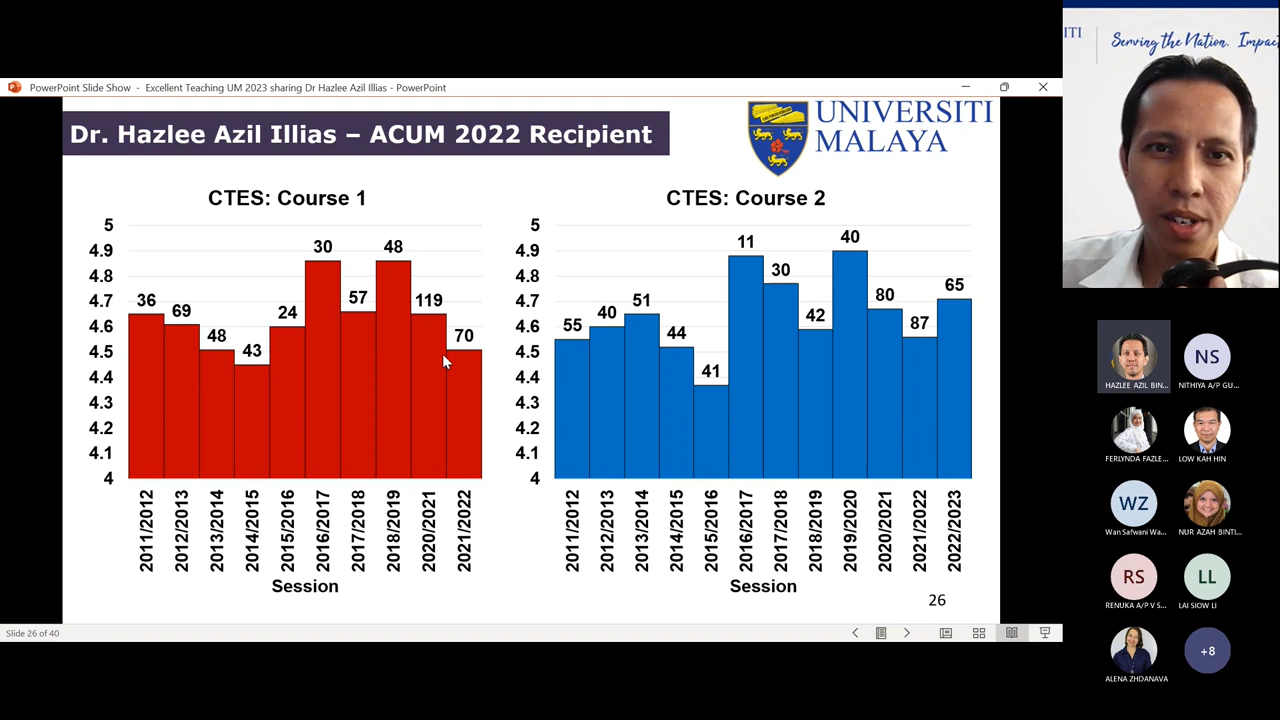 PowerPoint Slide Show - Excellent Teaching UM 2023 sharing Dr Hazlee Azil Illias - PowerPoint
Dr. Hazlee Azil Illias – ACUM 2022 Recipient
UNIVERSITI
MALAYA
CTES: Course 1
5
4.9
4.8
4.7
4.6
4.5
4.4
4.3
4.2
4.1
4
36
69
48
43
24
30
57
48
119
70
2011/2012
2012/2013
2013/2014
2014/2015
2015/2016
2016/2017
2017/2018
2018/2019
2020/2021
2021/2022
Session
CTES: Course 2
5
4.9
4.8
4.7
4.6
4.5
4.4
4.3
4.2
4.1
4
55
40
51
44
41
11
30
42
40
80
87
65
2011/2012
2012/2013
2013/2014
2014/2015
2015/2016
2016/2017
2017/2018
2018/2019
2019/2020
2020/2021
2021/2022
2022/2023
Session
26
Slide 26 of 40
ITI
Serving the Nation. Impac
HAZLEE AZIL BIN...
NS
NITHIYA A/P GU...
FERLYNDA FAZLE...
LOW KAH HIN
WZ
Wan Safwani Wa...
NUR AZAH BINTI...
RS
RENUKA A/P V S...
LL
LAI SIOW LI
ALENA ZHDANAVA
+8